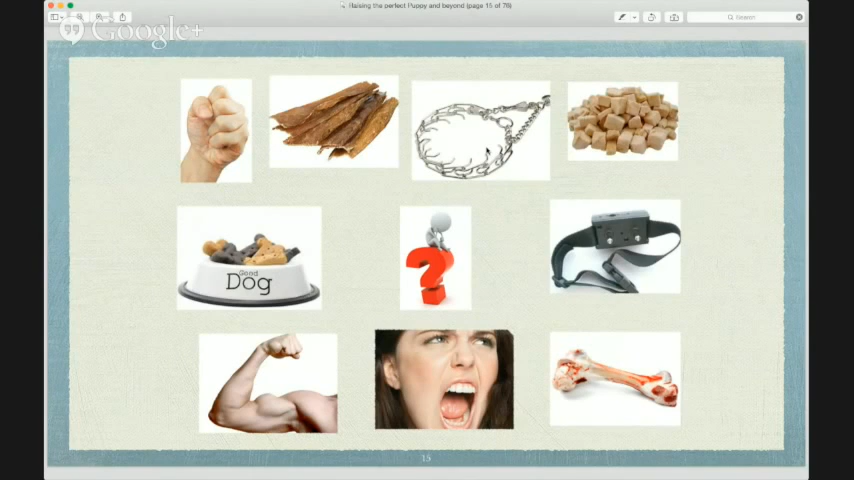 Raising the perfect Puppy and beyond (page 15 of 78)
Search
Google+
Good
Dog
?
15